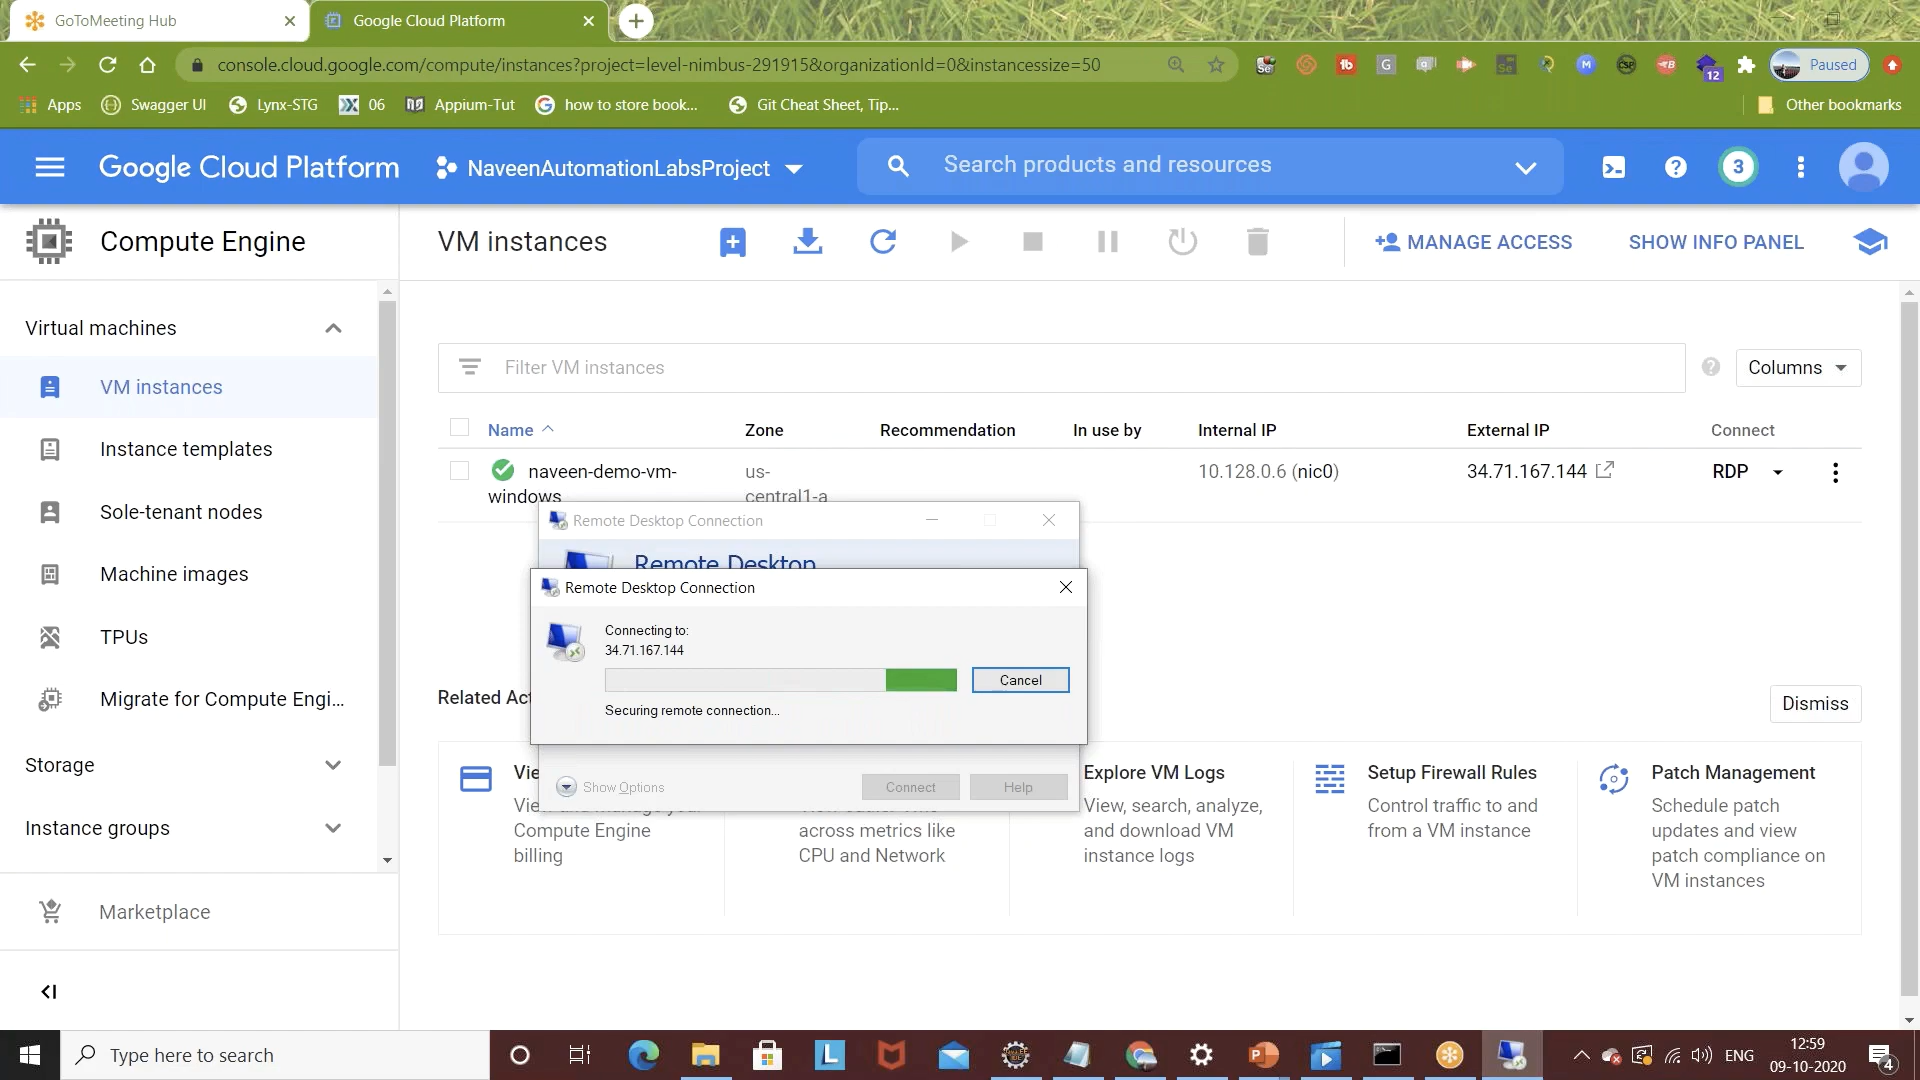 GoToMeeting Hub
Google Cloud Platform
console.cloud.google.com/compute/instances?project=level-nimbus-291915&organizationId=0&instancessize=50
Paused
12
Apps
Swagger UI
Lynx-STG
06
Appium-Tut
how to store book...
Git Cheat Sheet, Tip...
Other bookmarks
Google Cloud Platform
NaveenAutomationLabsProject
Search products and resources
3
Compute Engine
VM instances
MANAGE ACCESS
SHOW INFO PANEL
Virtual machines
VM instances
Instance templates
Sole-tenant nodes
Machine images
TPUs
Migrate for Compute Engi...
Storage
Instance groups
Marketplace
Filter VM instances
Columns
Name
Zone
Recommendation
In use by
Internal IP
External IP
Connect
naveen-demo-vm-
windows
us-
central1-a
10.128.0.6 (nic0)
34.71.167.144
RDP
Remote Desktop Connection
Remote Desktop
Remote Desktop Connection
Connecting to:
34.71.167.144
Cancel
Securing remote connection...
Show Options
Connect
Help
Related Act
Dismiss
Vie
Compute Engine
billing
across metrics like
CPU and Network
Explore VM Logs
View, search, analyze,
and download VM
instance logs
Setup Firewall Rules
Control traffic to and
from a VM instance
Patch Management
Schedule patch
updates and view
patch compliance on
VM instances
Type here to search
ENG
12:59
09-10-2020
4